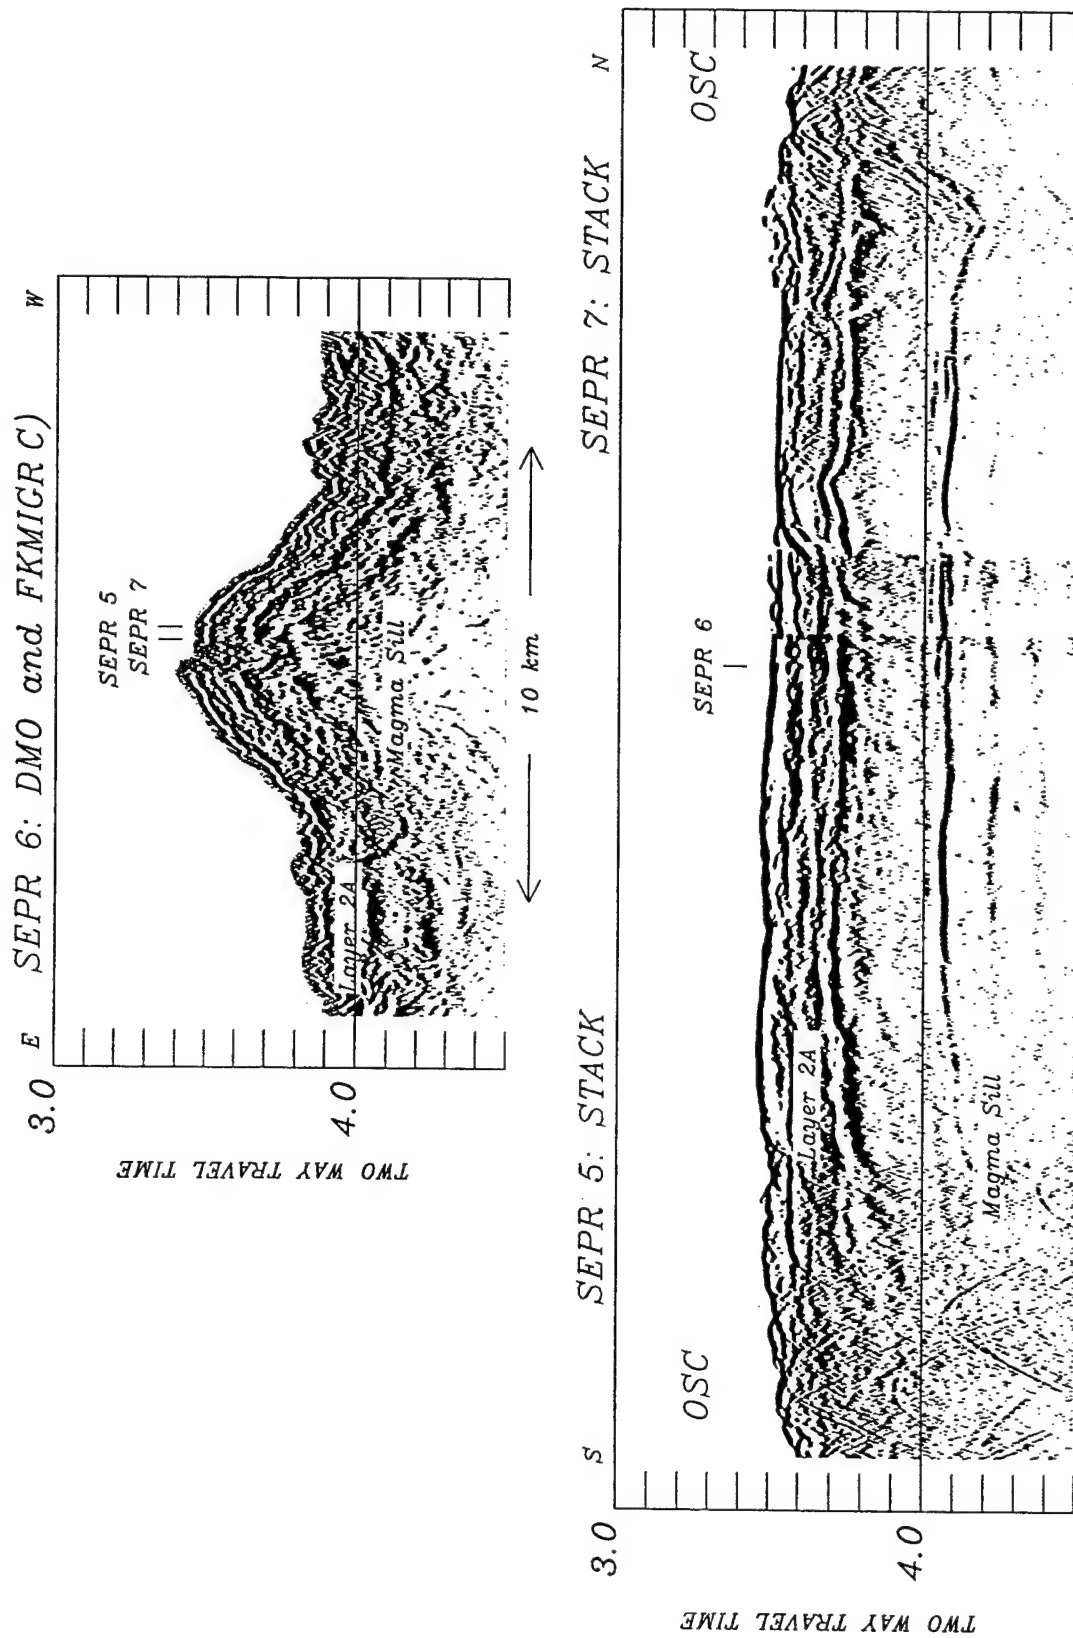 SEPR 6: DMO and FKMIGR C)
E
W
SEPR 5
SEPR 7
3.0
4.0
TWO WAY TRAVEL TIME
Layer 2A
Magma Sill
10 km
SEPR 5: STACK
SEPR 7: STACK
S
N
OSC
OSC
SEPR 6
3.0
4.0
TWO WAY TRAVEL TIME
Layer 2A
Magma Sill